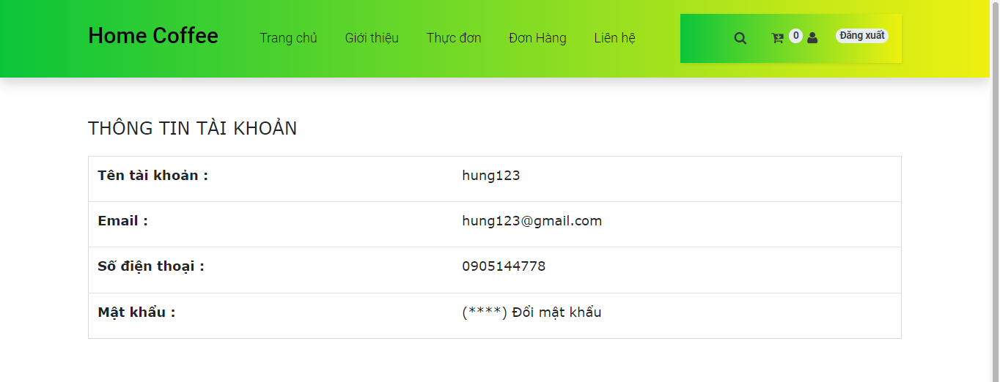 Home Coffee Trang chủ Giới thiệu Thực đơn Đơn Hàng Liên hệ 0 Đăng xuất
THÔNG TIN TÀI KHOẢN
Tên tài khoản : hung123
Email : hung123@gmail.com
Số điện thoại : 0905144778
Mật khẩu : (****) Đổi mật khẩu